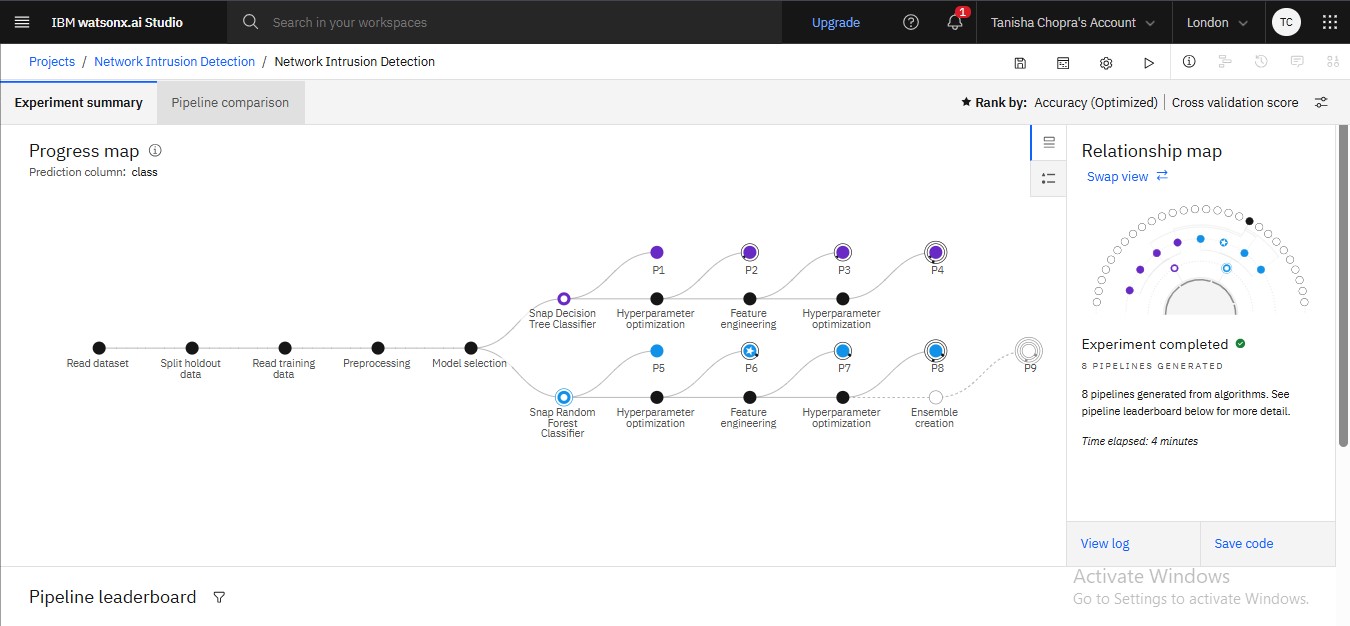 IBM watsonx.ai Studio
Search in your workspaces
Upgrade
1
Tanisha Chopra's Account
London
TC
Projects / Network Intrusion Detection / Network Intrusion Detection
Experiment summary
Pipeline comparison
Rank by: Accuracy (Optimized) | Cross validation score
Progress map
Prediction column: class
P1
P2
P3
P4
Snap Decision
Tree Classifier
Hyperparameter
optimization
Feature
engineering
Hyperparameter
optimization
Read dataset
Split holdout
data
Read training
data
Preprocessing
Model selection
P5
P6
P7
P8
P9
Snap Random
Forest
Classifier
Hyperparameter
optimization
Feature
engineering
Hyperparameter
optimization
Ensemble
creation
Relationship map
Swap view
Experiment completed
8 PIPELINES GENERATED
8 pipelines generated from algorithms. See
pipeline leaderboard below for more detail.
Time elapsed: 4 minutes
View log
Save code
Pipeline leaderboard
Activate Windows
Go to Settings to activate Windows.